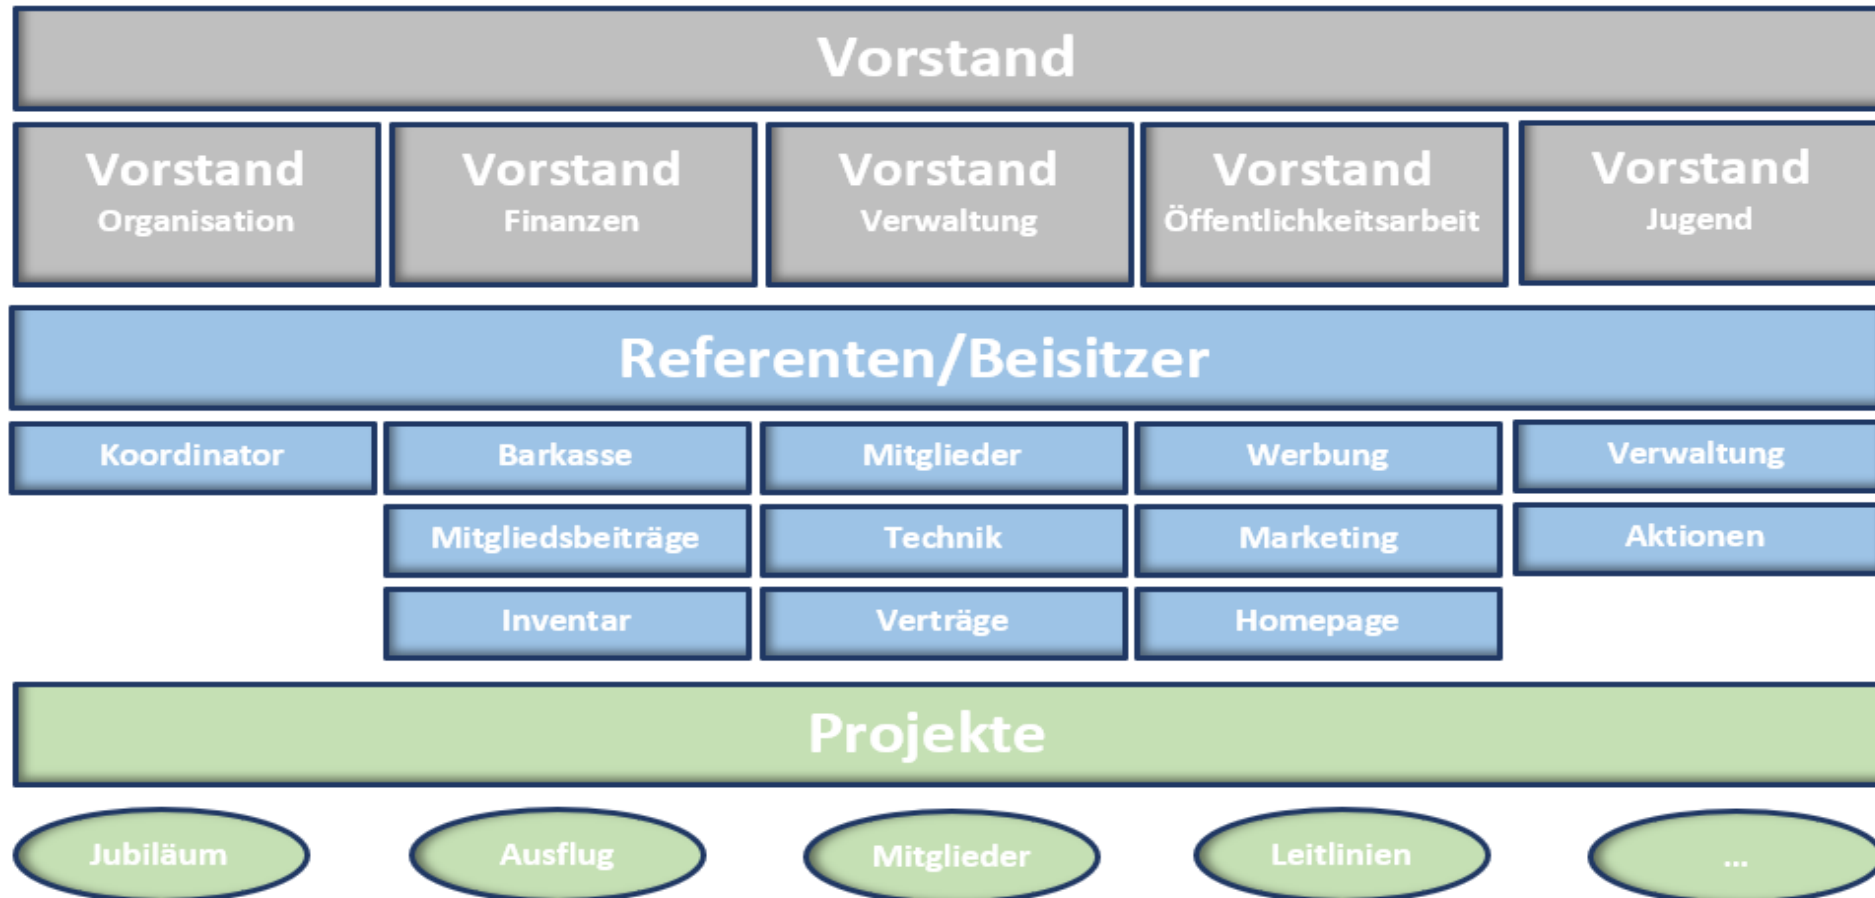 Vorstand
Vorstand
Organisation
Vorstand
Finanzen
Vorstand
Verwaltung
Vorstand
Öffentlichkeitsarbeit
Vorstand
Jugend
Referenten/Beisitzer
Koordinator
Barkasse
Mitglieder
Werbung
Verwaltung
Mitgliedsbeiträge
Technik
Marketing
Aktionen
Inventar
Verträge
Homepage
Projekte
Jubiläum
Ausflug
Mitglieder
Leitlinien
...